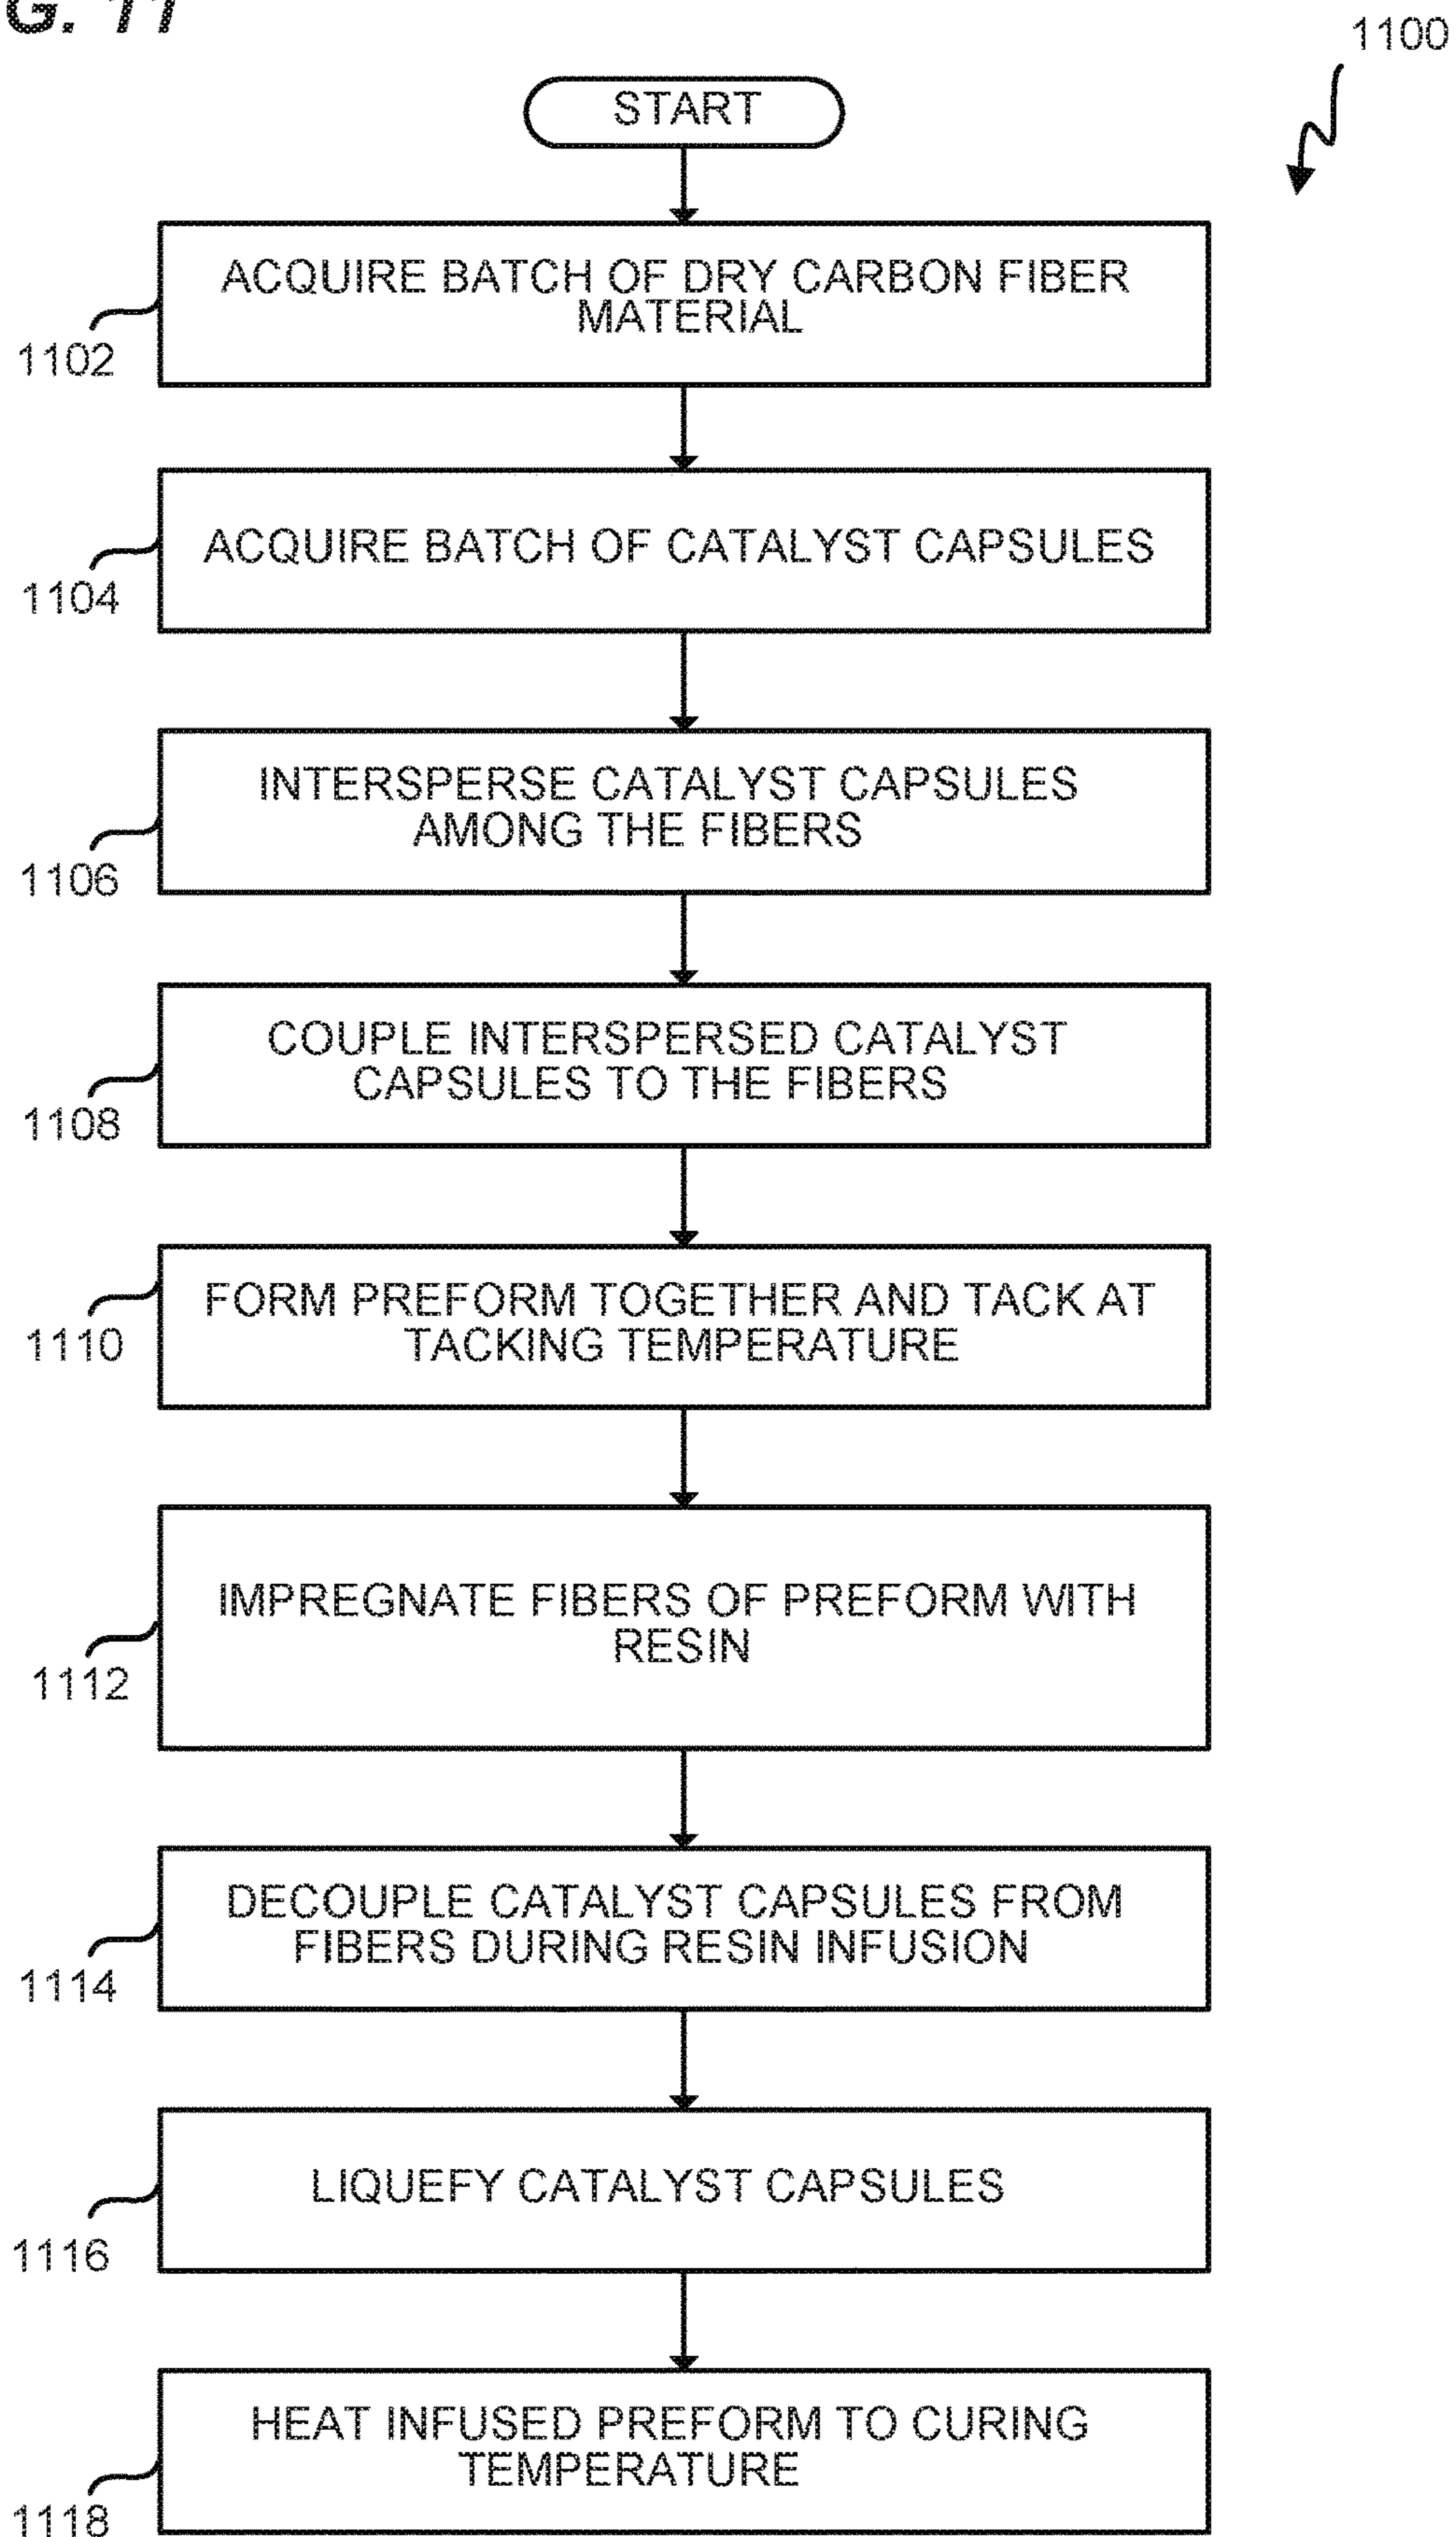 G. 11
1100
START
ACQUIRE BATCH OF DRY CARBON FIBER
MATERIAL
1102
ACQUIRE BATCH OF CATALYST CAPSULES
1104
INTERSPERSE CATALYST CAPSULES
AMONG THE FIBERS
1106
COUPLE INTERSPERSED CATALYST
CAPSULES TO THE FIBERS
1108
FORM PREFORM TOGETHER AND TACK AT
TACKING TEMPERATURE
1110
IMPREGNATE FIBERS OF PREFORM WITH
RESIN
1112
DECOUPLE CATALYST CAPSULES FROM
FIBERS DURING RESIN INFUSION
1114
LIQUEFY CATALYST CAPSULES
1116
HEAT INFUSED PREFORM TO CURING
TEMPERATURE
1118